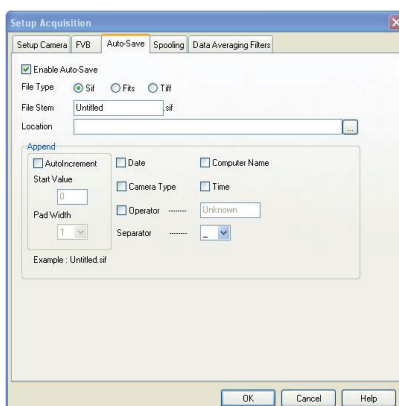 Setup Acquisition
Setup Camera FVB Auto-Save Spooling Data Averaging Filters
Enable Auto-Save
File Type Sif Fits Tiff
File Stem Untitled .sif
Location ...
Append
AutoIncrement Date Computer Name
Start Value
0
Camera Type Time
Pad Width
Operator -------- Unknown
1
Separator -------- _
Example : Untitled.sif
OK Cancel Help